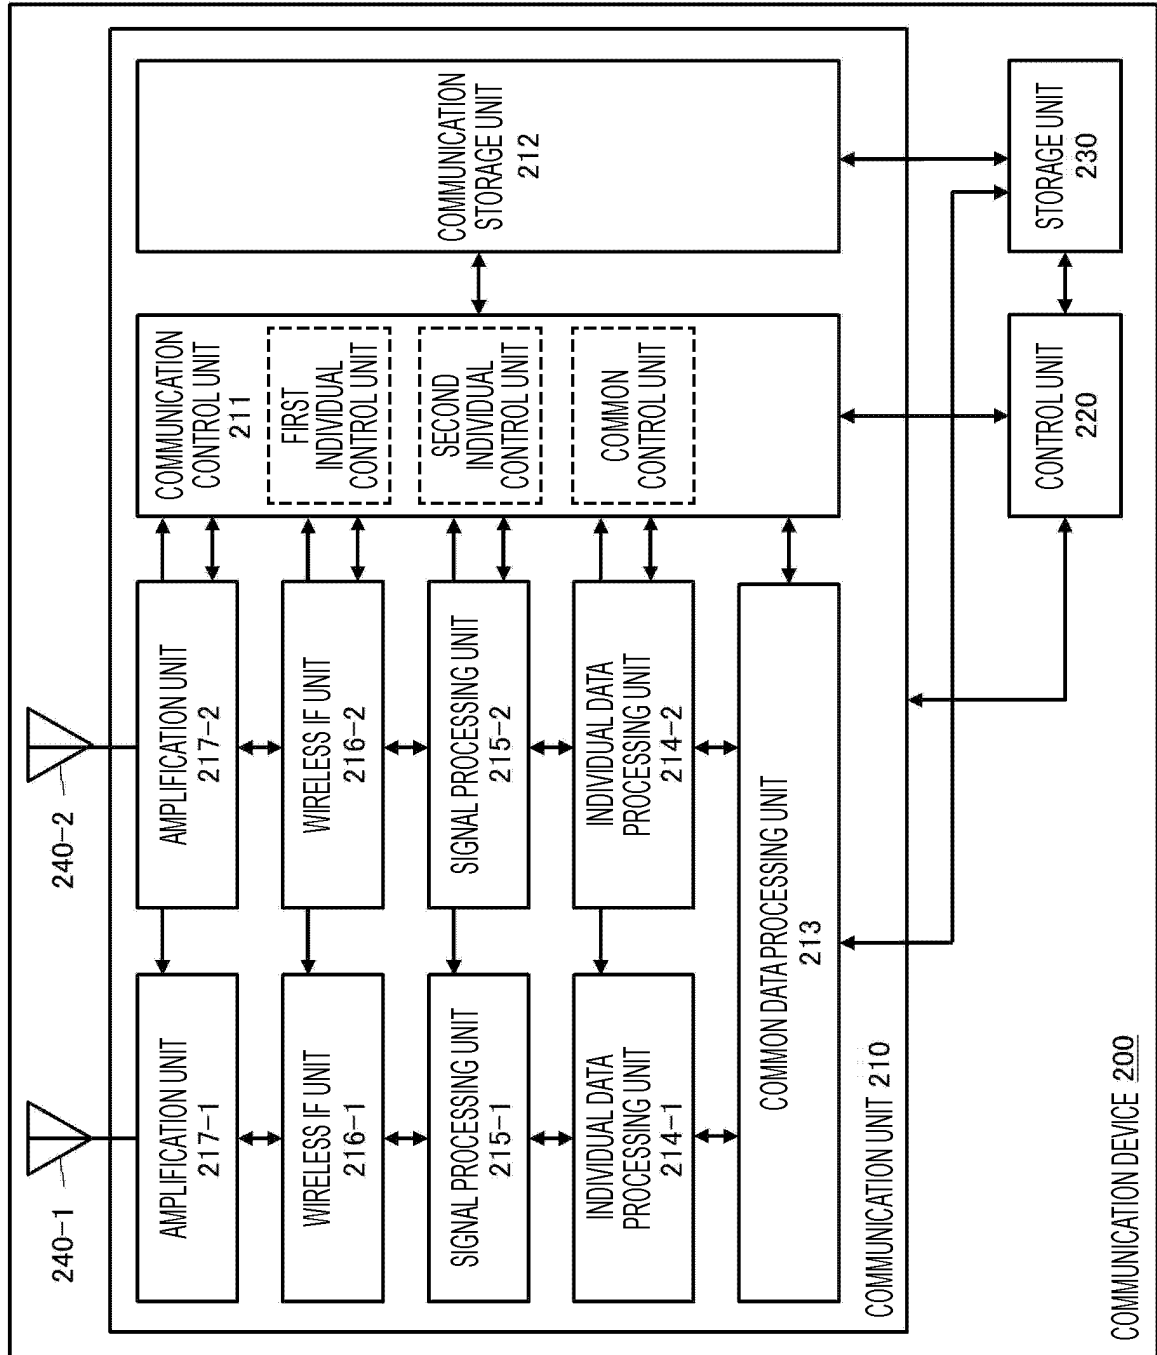 240-1
240-2
AMPLIFICATION UNIT
217-1
AMPLIFICATION UNIT
217-2
COMMUNICATION
CONTROL UNIT
211
COMMUNICATION
STORAGE UNIT
212
WIRELESS IF UNIT
216-1
WIRELESS IF UNIT
216-2
FIRST
INDIVIDUAL
CONTROL UNIT
SIGNAL PROCESSING UNIT
215-1
SIGNAL PROCESSING UNIT
215-2
SECOND
INDIVIDUAL
CONTROL UNIT
INDIVIDUAL DATA
PROCESSING UNIT
214-1
INDIVIDUAL DATA
PROCESSING UNIT
214-2
COMMON
CONTROL UNIT
COMMON DATA PROCESSING UNIT
213
COMMUNICATION UNIT 210
CONTROL UNIT
220
STORAGE UNIT
230
COMMUNICATION DEVICE 200